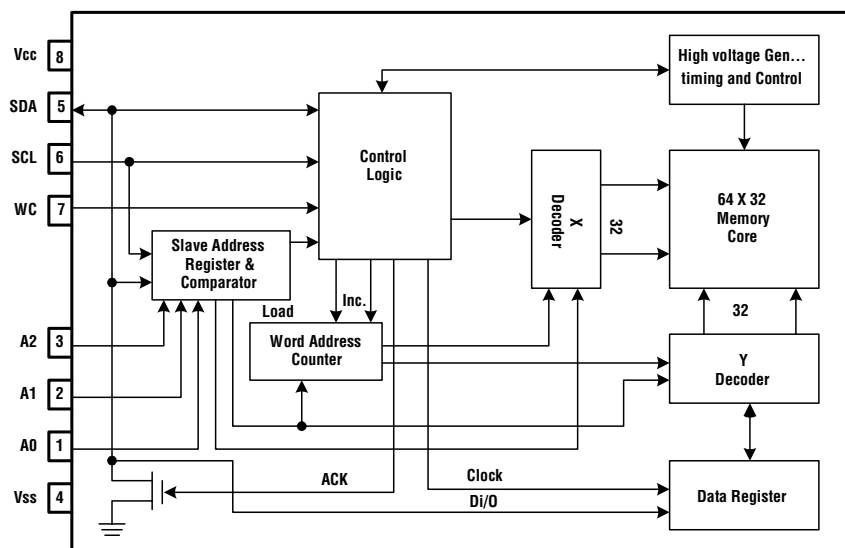 Vcc 8
SDA 5
SCL 6
WC 7
A2 3
A1 2
A0 1
Vss 4
High voltage Gen...
timing and Control
Control
Logic
X
Decoder
32
64 X 32
Memory
Core
Slave Address
Register &
Comparator
Load
Inc.
Word Address
Counter
32
Y
Decoder
ACK
Clock
Di/O
Data Register